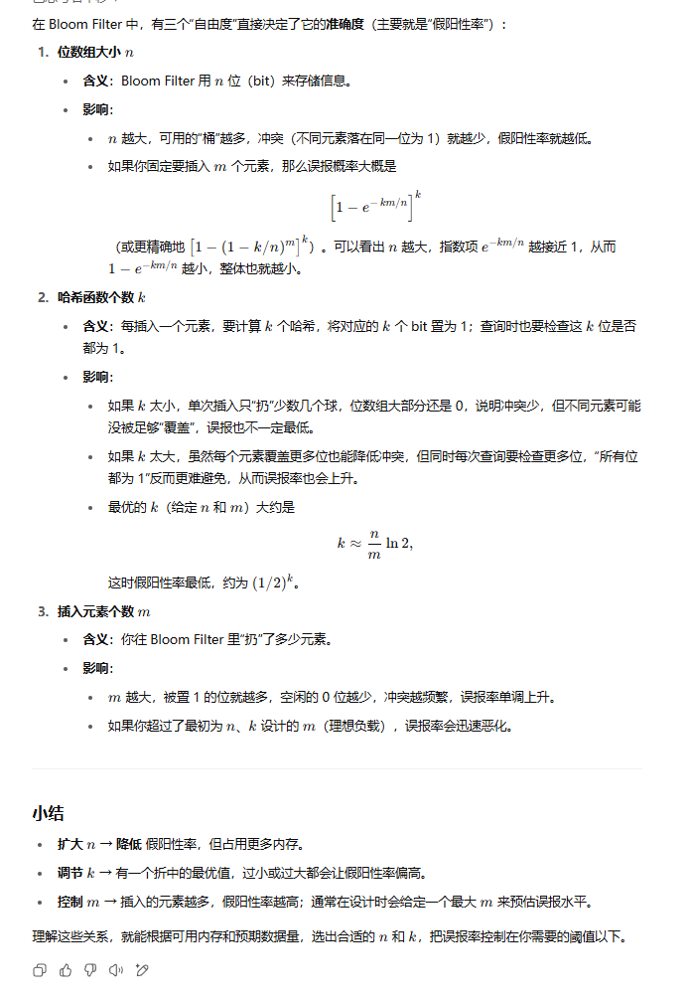 在 Bloom Filter 中，有三个“自由度”直接决定了它的准确度（主要就是“假阳性率”）：
1. 位数组大小 n
• 含义：Bloom Filter 用 n 位（bit）来存储信息。
• 影响：
• n 越大，可用的“桶”越多，冲突（不同元素落在同一位为 1）就越少，假阳性率就越低。
• 如果你固定要插入 m 个元素，那么误报概率大概是
[1 − e^{−km/n}]^k
（或更精确地 [1 − (1 − k/n)^m]^k）。可以看出 n 越大，指数项 e^{−km/n} 越接近 1，从而
1 − e^{−km/n} 越小，整体也就越小。
2. 哈希函数个数 k
• 含义：每插入一个元素，要计算 k 个哈希，将对应的 k 个 bit 置为 1；查询时也要检查这 k 位是否
都为 1。
• 影响：
• 如果 k 太小，单次插入只“扔”少数几个球，位数组大部分还是 0，说明冲突少，但不同元素可能
没被足够“覆盖”，误报也不一定最低。
• 如果 k 太大，虽然每个元素覆盖更多位也能降低冲突，但同时每次查询要检查更多位，“所有位
都为 1”反而更难避免，从而误报率也会上升。
• 最优的 k（给定 n 和 m）大约是
k ≈ n/m ln 2,
这时假阳性率最低，约为 (1/2)^k。
3. 插入元素个数 m
• 含义：你往 Bloom Filter 里“扔”了多少元素。
• 影响：
• m 越大，被置 1 的位就越多，空闲的 0 位越少，冲突越频繁，误报率单调上升。
• 如果你超过了最初为 n、k 设计的 m（理想负载），误报率会迅速恶化。
小结
• 扩大 n → 降低 假阳性率，但占用更多内存。
• 调节 k → 有一个折中的最优值，过小或过大都会让假阳性率偏高。
• 控制 m → 插入的元素越多，假阳性率越高；通常在设计时会给定一个最大 m 来预估误报水平。
理解这些关系，就能根据可用内存和预期数据量，选出合适的 n 和 k，把误报率控制在你需要的阈值以下。